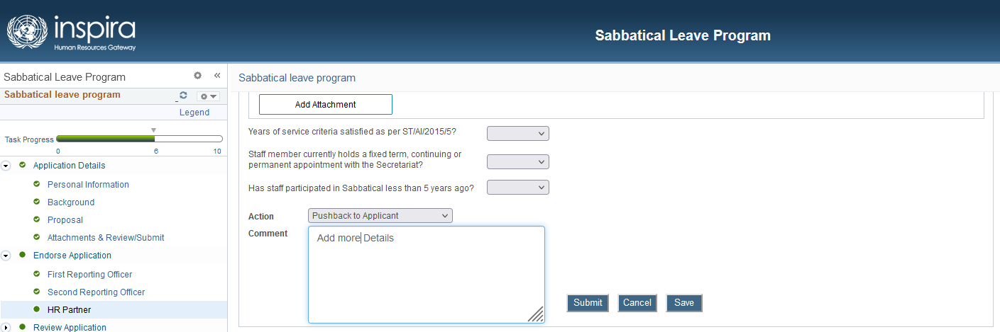 inspira
Human Resources Gateway
Sabbatical Leave Program
Sabbatical Leave Program
«
Sabbatical leave program
Legend
Task Progress
0 6 10
Application Details
Personal Information
Background
Proposal
Attachments & Review/Submit
Endorse Application
First Reporting Officer
Second Reporting Officer
HR Partner
Review Application
Sabbatical leave program
Add Attachment
Years of service criteria satisfied as per ST/AI/2015/5?
Staff member currently holds a fixed term, continuing or
permanent appointment with the Secretariat?
Has staff participated in Sabbatical less than 5 years ago?
Action Pushback to Applicant
Comment Add more Details
Submit Cancel Save